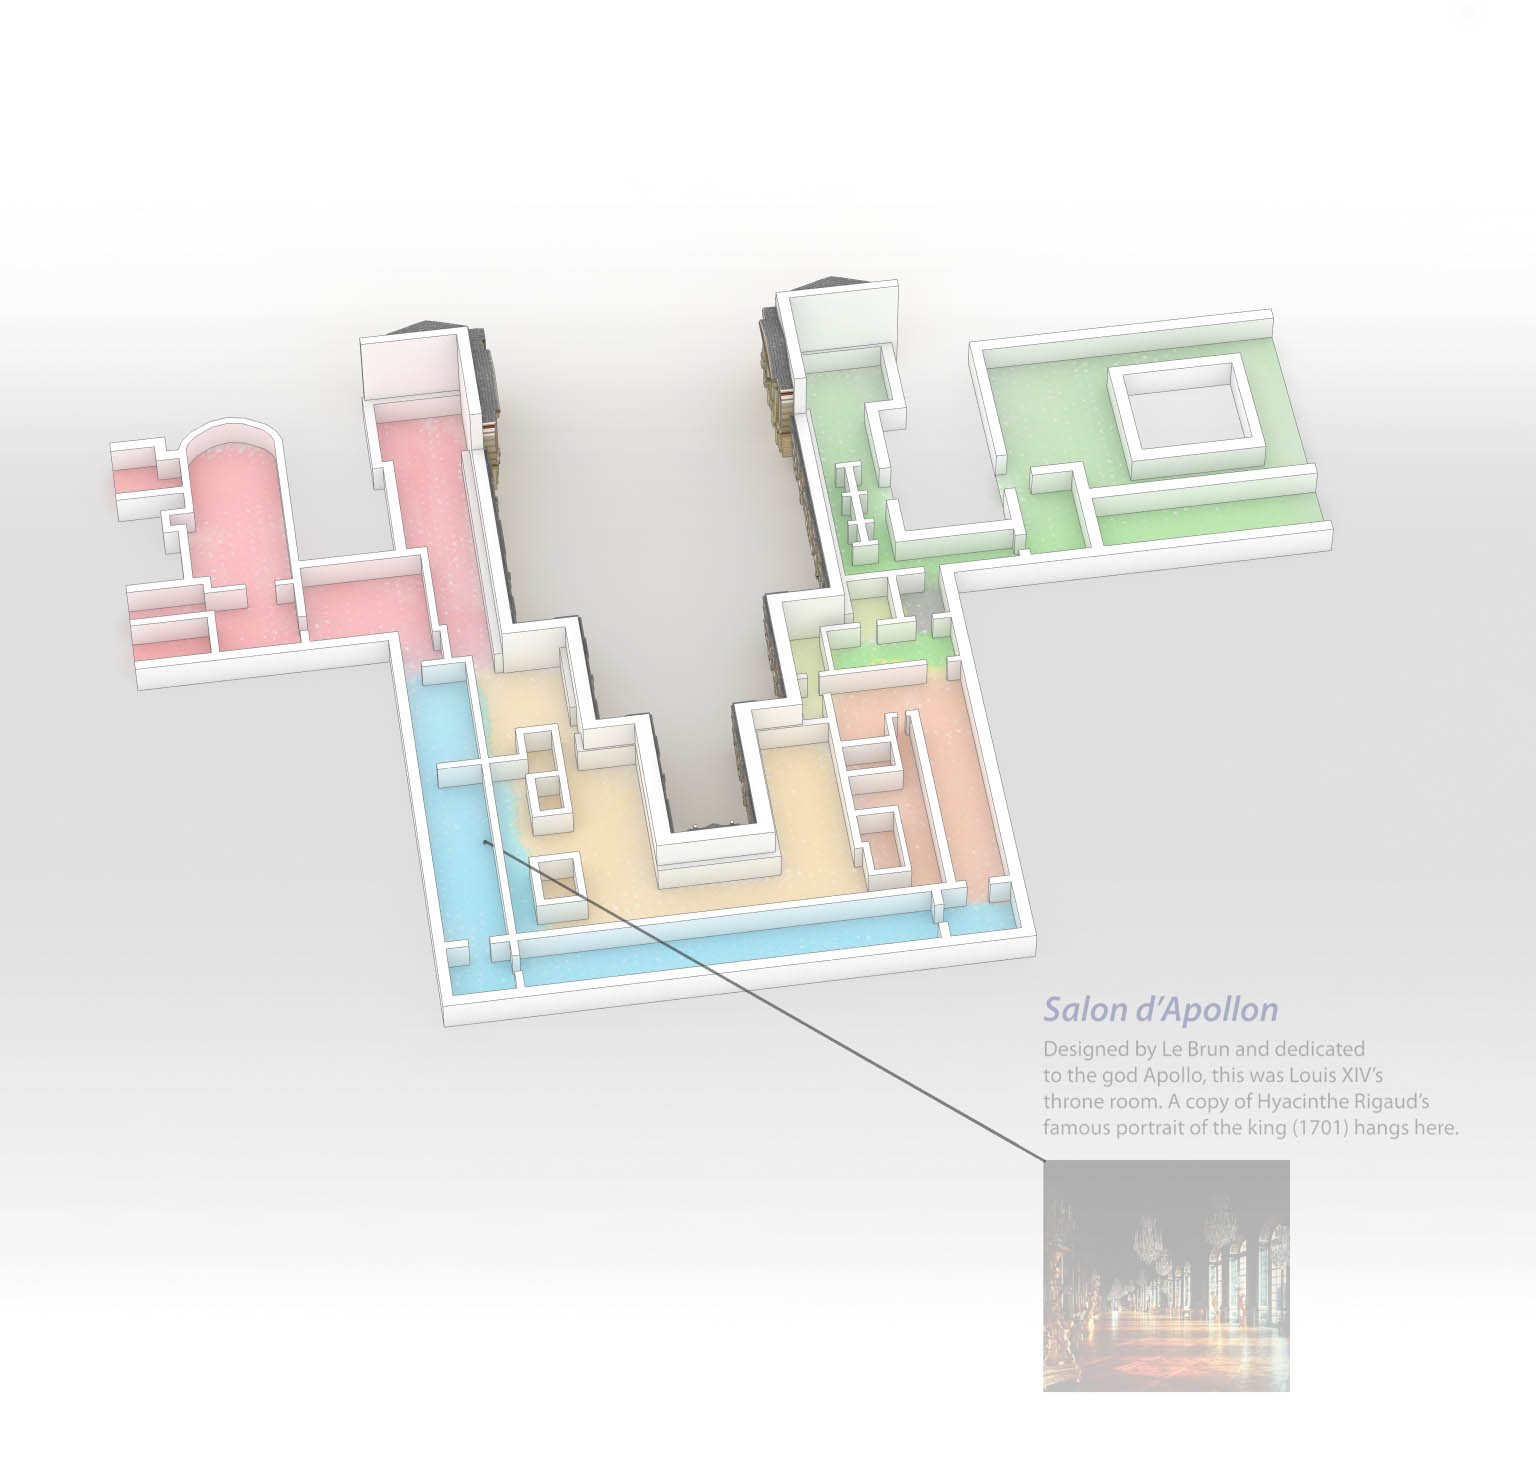 Salon d’Apollon
Designed by Le Brun and dedicated
to the god Apollo, this was Louis XIV’s
throne room. A copy of Hyacinthe Rigaud’s
famous portrait of the king (1701) hangs here.